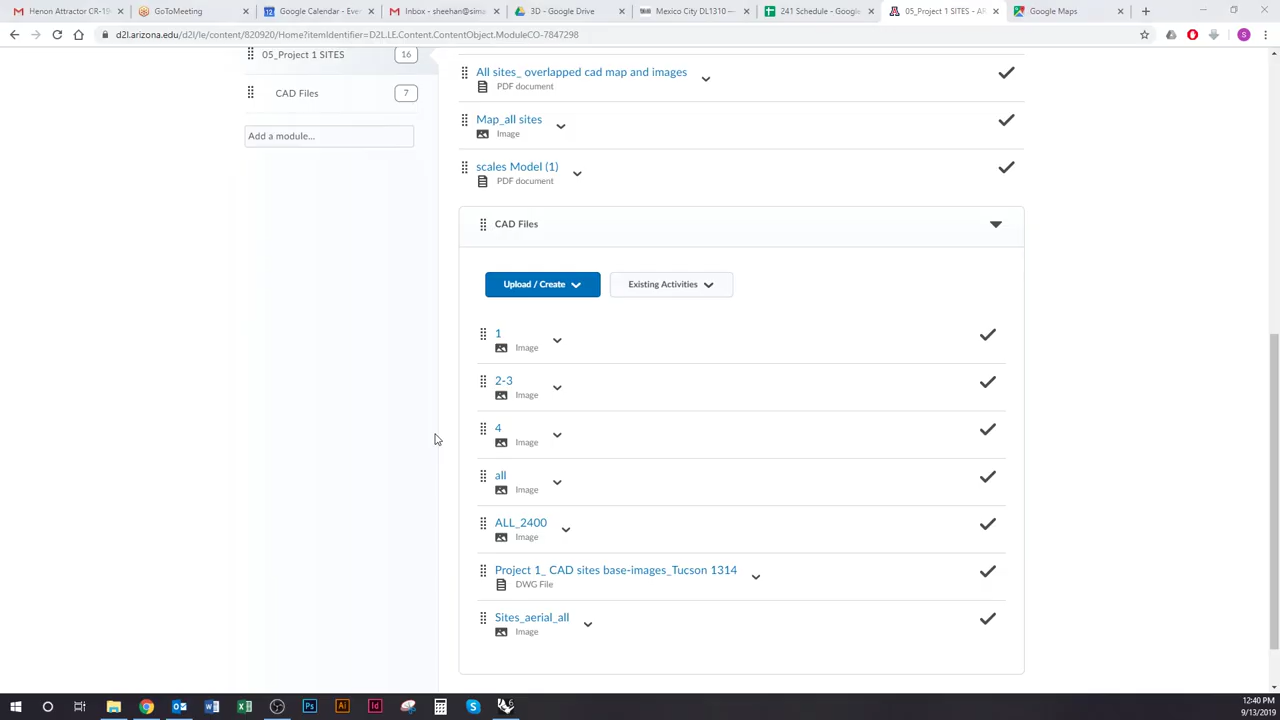 Henon Attractor CR-19
GoToMeeting
Google Calendar - Even
Inbox - sheehan@sima
3D - Google Drive
Mexico City DL1310 -
241 Schedule - Google
05_Project 1 SITES - AR
Google Maps
d2l.arizona.edu/d2l/le/content/820920/Home?itemIdentifier=D2L.LE.Content.ContentObject.ModuleCO-7847298
05_Project 1 SITES
16
CAD Files
7
Add a module...
All sites_ overlapped cad map and images
PDF document
Map_all sites
Image
scales Model (1)
PDF document
CAD Files
Upload / Create
Existing Activities
1
Image
2-3
Image
4
Image
all
Image
ALL_2400
Image
Project 1_ CAD sites base-images_Tucson 1314
DWG File
Sites_aerial_all
Image
12:40 PM
9/13/2019